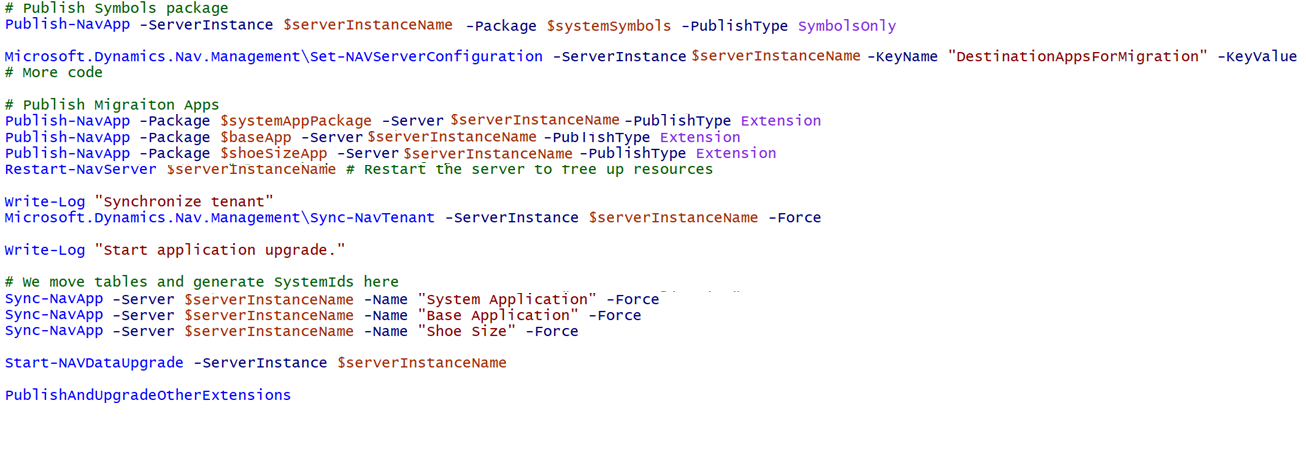 # Publish Symbols package
Publish-NavApp -ServerInstance $serverInstanceName -Package $systemSymbols -PublishType SymbolsOnly
Microsoft.Dynamics.Nav.Management\Set-NAVServerConfiguration -ServerInstance $serverInstanceName -KeyName "DestinationAppsForMigration" -KeyValue
# More code
# Publish Migraiton Apps
Publish-NavApp -Package $systemAppPackage -Server $serverInstanceName -PublishType Extension
Publish-NavApp -Package $baseApp -Server $serverInstanceName -PublishType Extension
Publish-NavApp -Package $shoeSizeApp -Server $serverInstanceName -PublishType Extension
Restart-NavServer $serverInstanceName # Restart the server to free up resources
Write-Log "Synchronize tenant"
Microsoft.Dynamics.Nav.Management\Sync-NavTenant -ServerInstance $serverInstanceName -Force
Write-Log "Start application upgrade."
# We move tables and generate SystemIds here
Sync-NavApp -Server $serverInstanceName -Name "System Application" -Force
Sync-NavApp -Server $serverInstanceName -Name "Base Application" -Force
Sync-NavApp -Server $serverInstanceName -Name "Shoe Size" -Force
Start-NAVDataUpgrade -ServerInstance $serverInstanceName
PublishAndUpgradeOtherExtensions